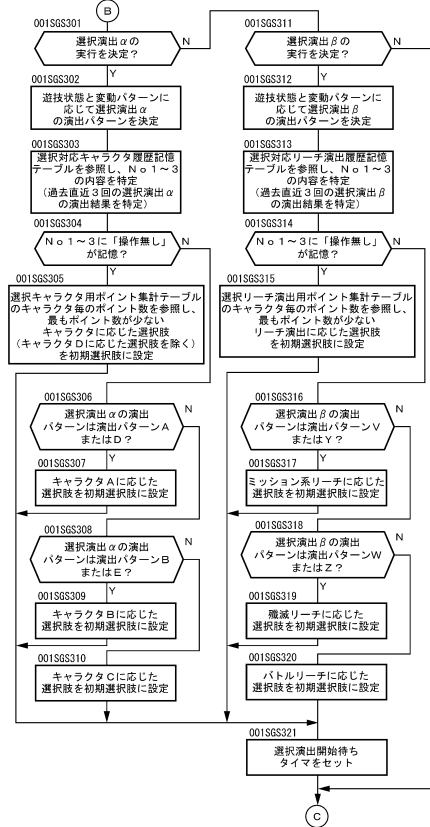 B
001SGS301
選択演出αの
実行を決定?
N
Y
001SGS302
遊技状態と変動パターンに
応じて選択演出α
の演出パターンを決定
001SGS303
選択対応キャラクタ履歴記憶
テーブルを参照し、No1~3
の内容を特定
(過去直近3回の選択演出α
の演出結果を特定)
001SGS304
No1~3に「操作無し」
が記憶?
N
Y
001SGS305
選択キャラクタ用ポイント集計テーブル
のキャラクタ毎のポイント数を参照し、
最もポイント数が少ない
キャラクタに応じた選択肢
(キャラクタDに応じた選択肢を除く)
を初期選択肢に設定
001SGS306
選択演出αの演出
パターンは演出パターンA
またはD?
N
Y
001SGS307
キャラクタAに応じた
選択肢を初期選択肢に設定
001SGS308
選択演出αの演出
パターンは演出パターンB
またはE?
N
Y
001SGS309
キャラクタBに応じた
選択肢を初期選択肢に設定
001SGS310
キャラクタCに応じた
選択肢を初期選択肢に設定
001SGS311
選択演出βの
実行を決定?
N
Y
001SGS312
遊技状態と変動パターンに
応じて選択演出β
の演出パターンを決定
001SGS313
選択対応リーチ演出履歴記憶
テーブルを参照し、No1~3
の内容を特定
(過去直近3回の選択演出β
の演出結果を特定)
001SGS314
No1~3に「操作無し」
が記憶?
N
Y
001SGS315
選択リーチ演出用ポイント集計テーブル
のキャラクタ毎のポイント数を参照し、
最もポイント数が少ない
リーチ演出に応じた選択肢
を初期選択肢に設定
001SGS316
選択演出βの演出
パターンは演出パターンV
またはY?
N
Y
001SGS317
ミッション系リーチに応じた
選択肢を初期選択肢に設定
001SGS318
選択演出βの演出
パターンは演出パターンW
またはZ?
N
Y
001SGS319
殲滅リーチに応じた
選択肢を初期選択肢に設定
001SGS320
バトルリーチに応じた
選択肢を初期選択肢に設定
001SGS321
選択演出開始待ち
タイマをセット
C